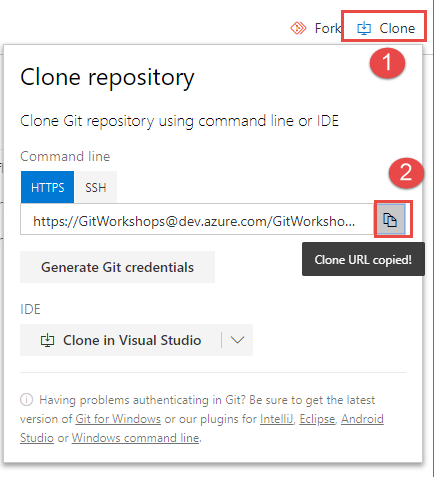 Fork Clone
1
Clone repository
Clone Git repository using command line or IDE
Command line
2
HTTPS SSH
https://GitWorkshops@dev.azure.com/GitWorksho...
Clone URL copied!
Generate Git credentials
IDE
Clone in Visual Studio
Having problems authenticating in Git? Be sure to get the latest
version of Git for Windows or our plugins for IntelliJ, Eclipse, Android
Studio or Windows command line.